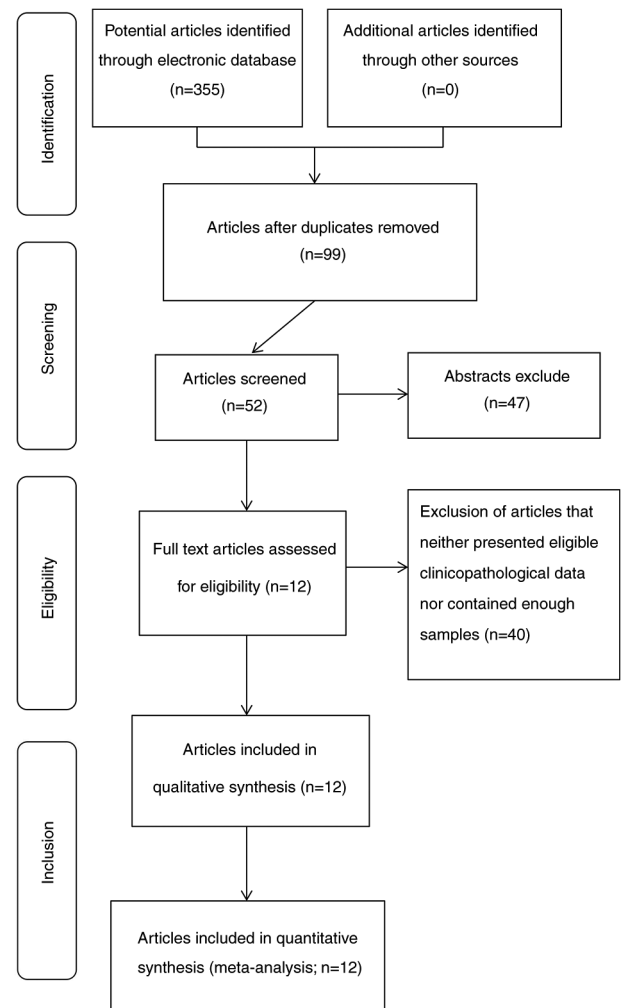 Identification
Potential articles identified
through electronic database
(n=355)
Additional articles identified
through other sources
(n=0)
Articles after duplicates removed
(n=99)
Screening
Articles screened
(n=52)
Abstracts exclude
(n=47)
Eligibility
Full text articles assessed
for eligibility (n=12)
Exclusion of articles that
neither presented eligible
clinicopathological data
nor contained enough
samples (n=40)
Inclusion
Articles included in
qualitative synthesis (n=12)
Articles included in quantitative
synthesis (meta-analysis; n=12)